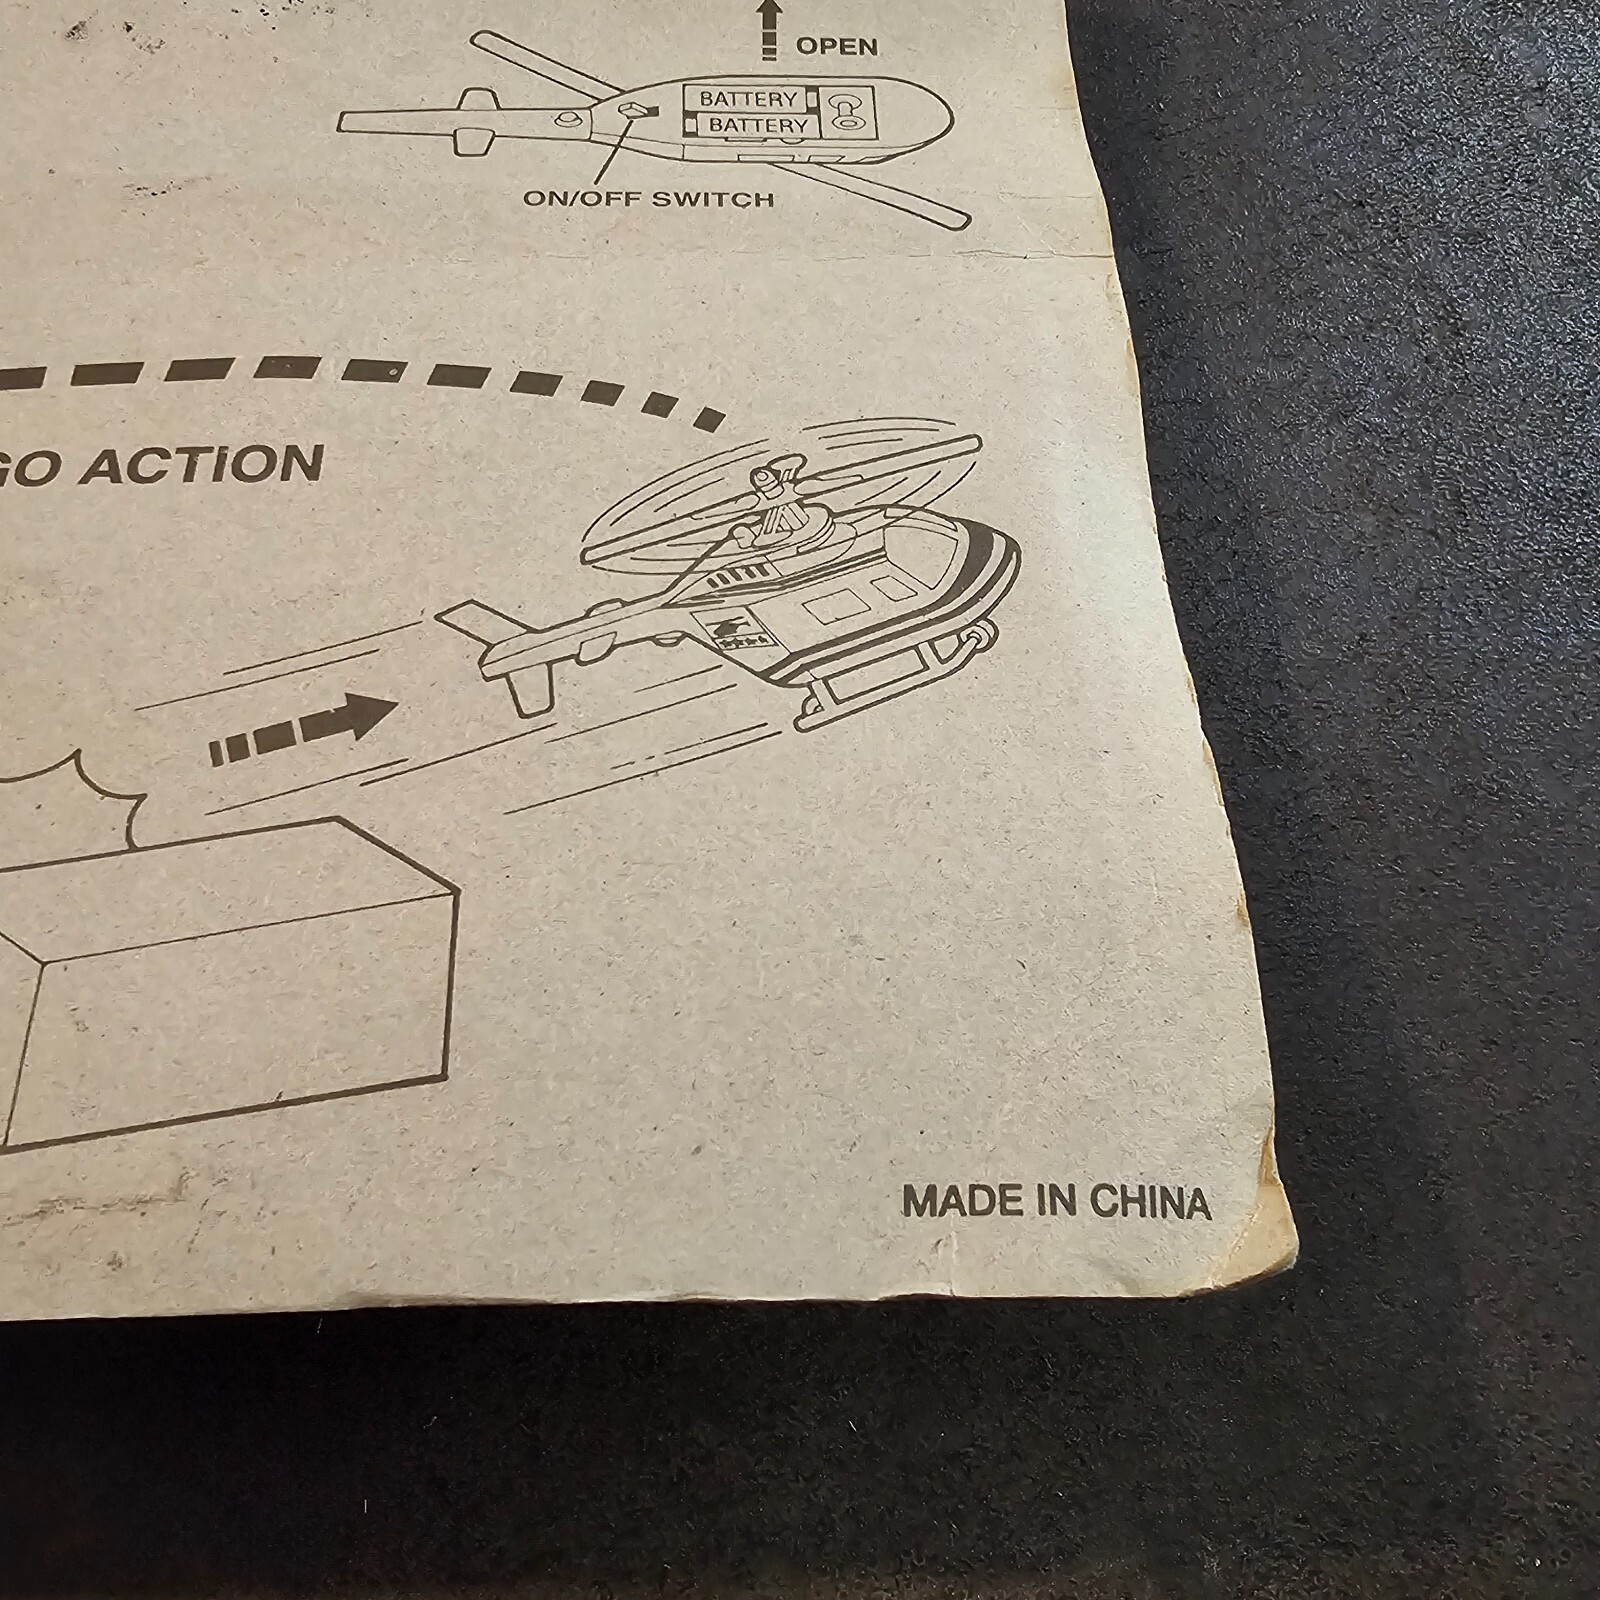 OPEN
BATTERY
BATTERY
ON/OFF SWITCH
GO ACTION
MADE IN CHINA